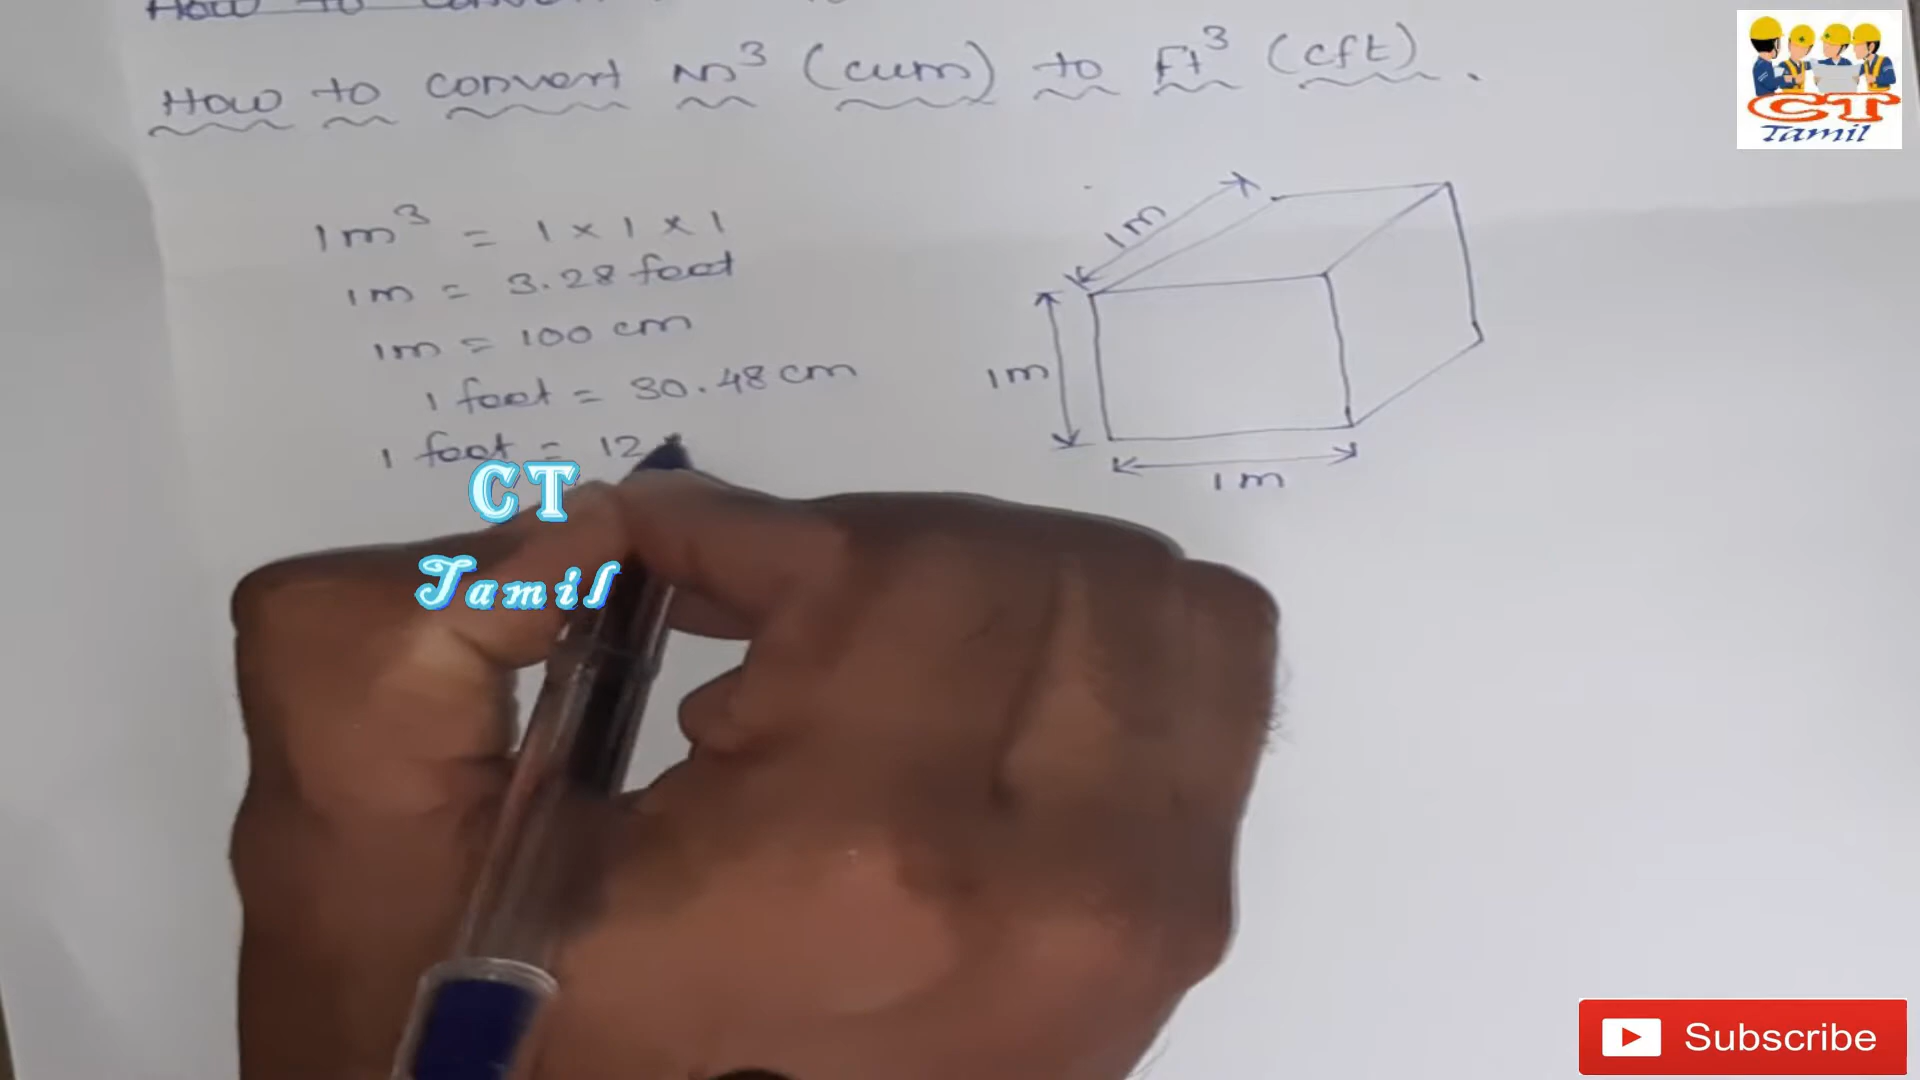 How to convert m³ (cum) to Ft³ (cft).
1m³ = 1 × 1 × 1
1m = 3.28 feet
1m = 100 cm
1 feet = 30.48 cm
1 feet = 12
1m
1m
1m
CT
Tamil
CT
Tamil
Subscribe